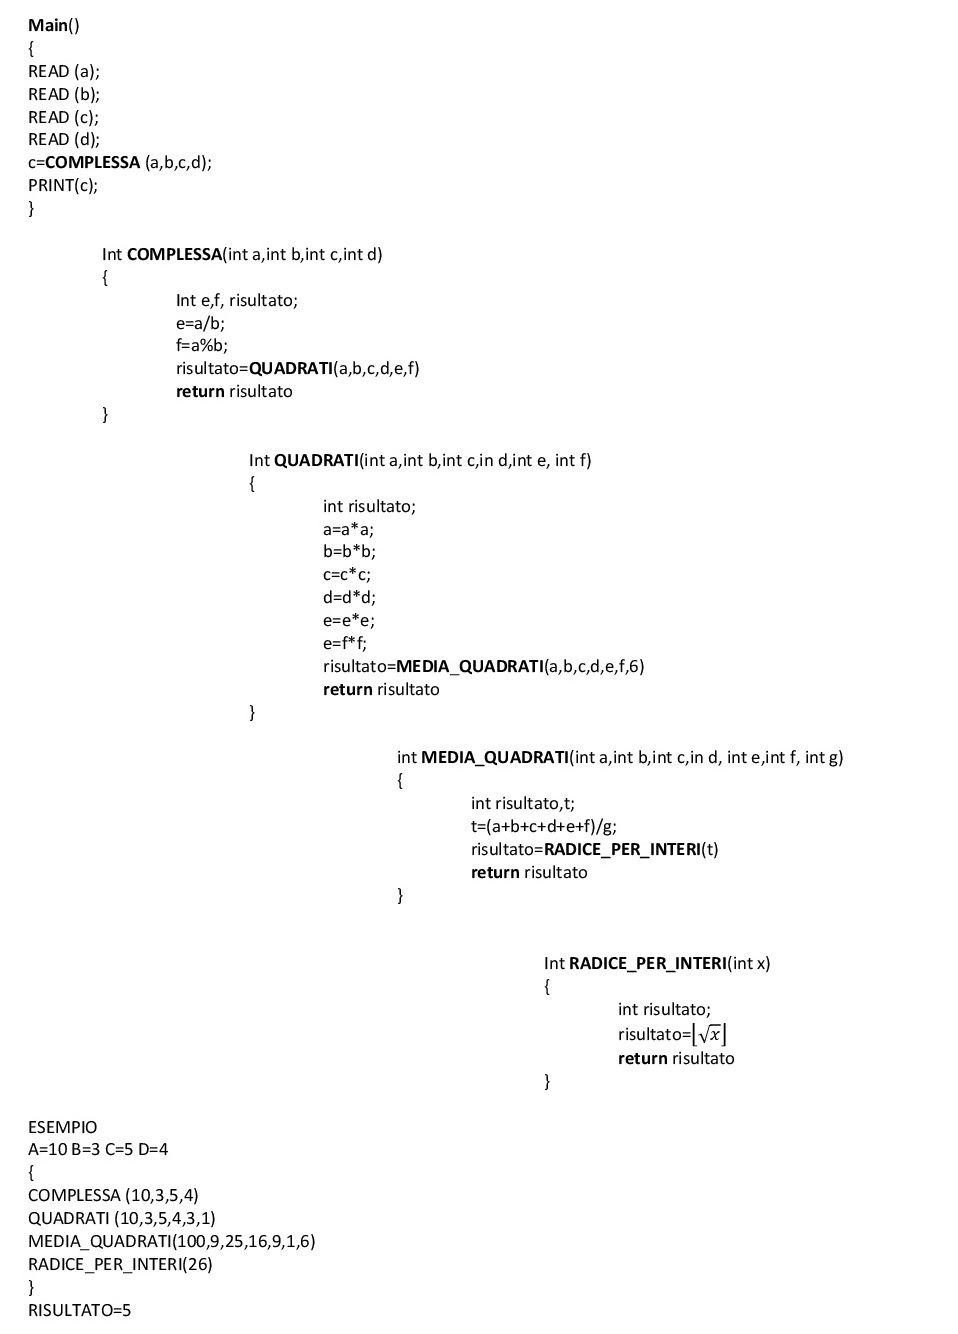 Main()
{
READ (a);
READ (b);
READ (c);
READ (d);
c=COMPLESSA (a,b,c,d);
PRINT(c);
}
Int COMPLESSA(int a,int b,int c,int d)
{
Int e,f, risultato;
e=a/b;
f=a%b;
risultato=QUADRATI(a,b,c,d,e,f)
return risultato
}
Int QUADRATI(int a,int b,int c,in d,int e, int f)
{
int risultato;
a=a*a;
b=b*b;
c=c*c;
d=d*d;
e=e*e;
e=f*f;
risultato=MEDIA_QUADRATI(a,b,c,d,e,f,6)
return risultato
}
int MEDIA_QUADRATI(int a,int b,int c,in d, int e,int f, int g)
{
int risultato,t;
t=(a+b+c+d+e+f)/g;
risultato=RADICE_PER_INTERI(t)
return risultato
}
Int RADICE_PER_INTERI(int x)
{
int risultato;
risultato=⌊√x⌋
return risultato
}
ESEMPIO
A=10 B=3 C=5 D=4
{
COMPLESSA (10,3,5,4)
QUADRATI (10,3,5,4,3,1)
MEDIA_QUADRATI(100,9,25,16,9,1,6)
RADICE_PER_INTERI(26)
}
RISULTATO=5